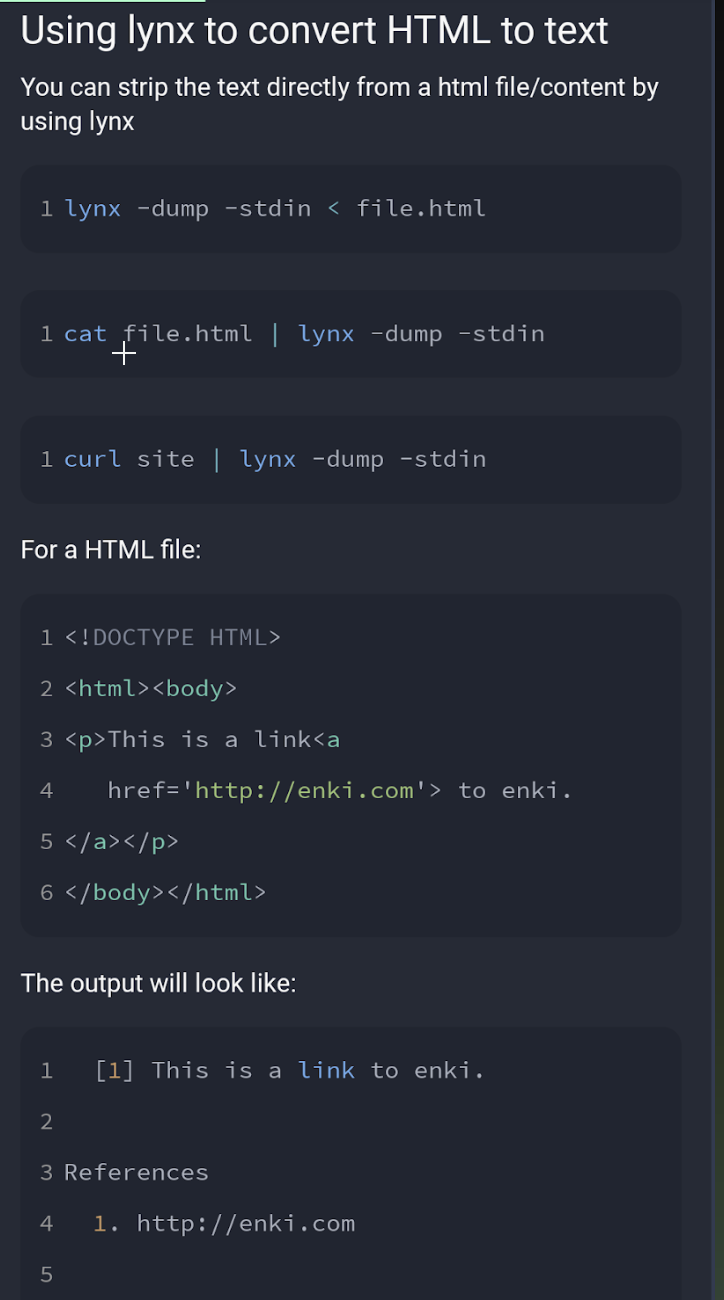 Using lynx to convert HTML to text
You can strip the text directly from a html file/content by
using lynx
1 lynx -dump -stdin < file.html
1 cat file.html | lynx -dump -stdin
1 curl site | lynx -dump -stdin
For a HTML file:
1 <!DOCTYPE HTML>
2 <html><body>
3 <p>This is a link<a
4   href='http://enki.com'> to enki.
5 </a></p>
6 </body></html>
The output will look like:
1   [1] This is a link to enki.
2
3 References
4   1. http://enki.com
5